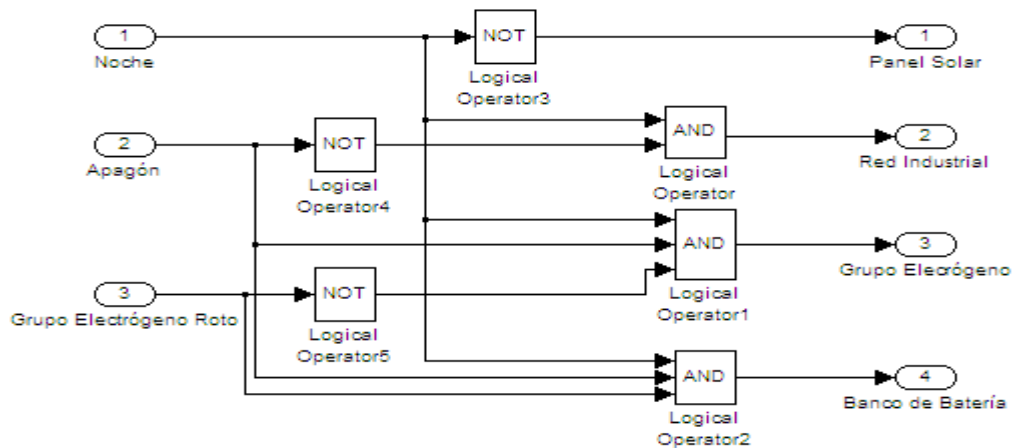 1
Noche
NOT
Logical
Operator3
1
Panel Solar
2
Apagón
NOT
Logical
Operator4
AND
Logical
Operator
2
Red Industrial
AND
Logical
Operator1
3
Grupo Elecrógeno
3
Grupo Electrógeno Roto
NOT
Logical
Operator5
AND
Logical
Operator2
4
Banco de Batería